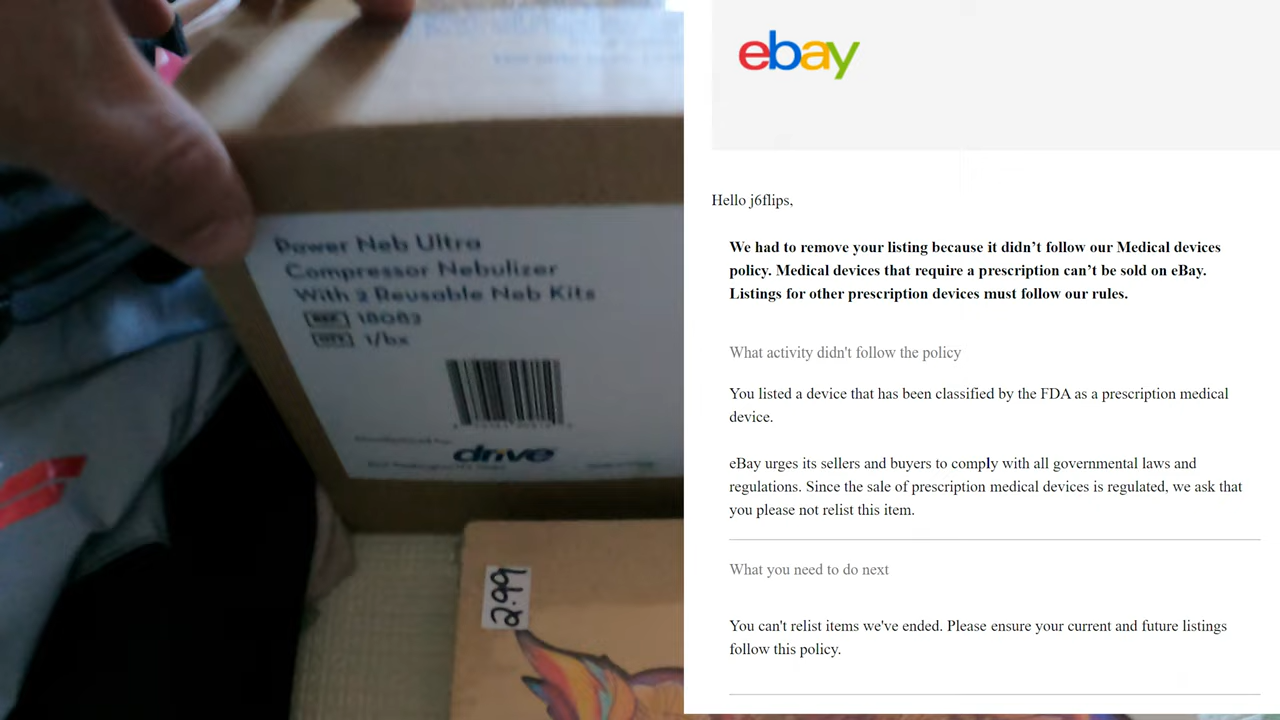 Power Neb Ultra
Compressor Nebulizer
With 2 Reusable Neb Kits
REF 18082
QTY 1/bx
drive
2.99
ebay
Hello j6flips,
We had to remove your listing because it didn’t follow our Medical devices
policy. Medical devices that require a prescription can’t be sold on eBay.
Listings for other prescription devices must follow our rules.
What activity didn't follow the policy
You listed a device that has been classified by the FDA as a prescription medical
device.
eBay urges its sellers and buyers to comply with all governmental laws and
regulations. Since the sale of prescription medical devices is regulated, we ask that
you please not relist this item.
What you need to do next
You can't relist items we've ended. Please ensure your current and future listings
follow this policy.